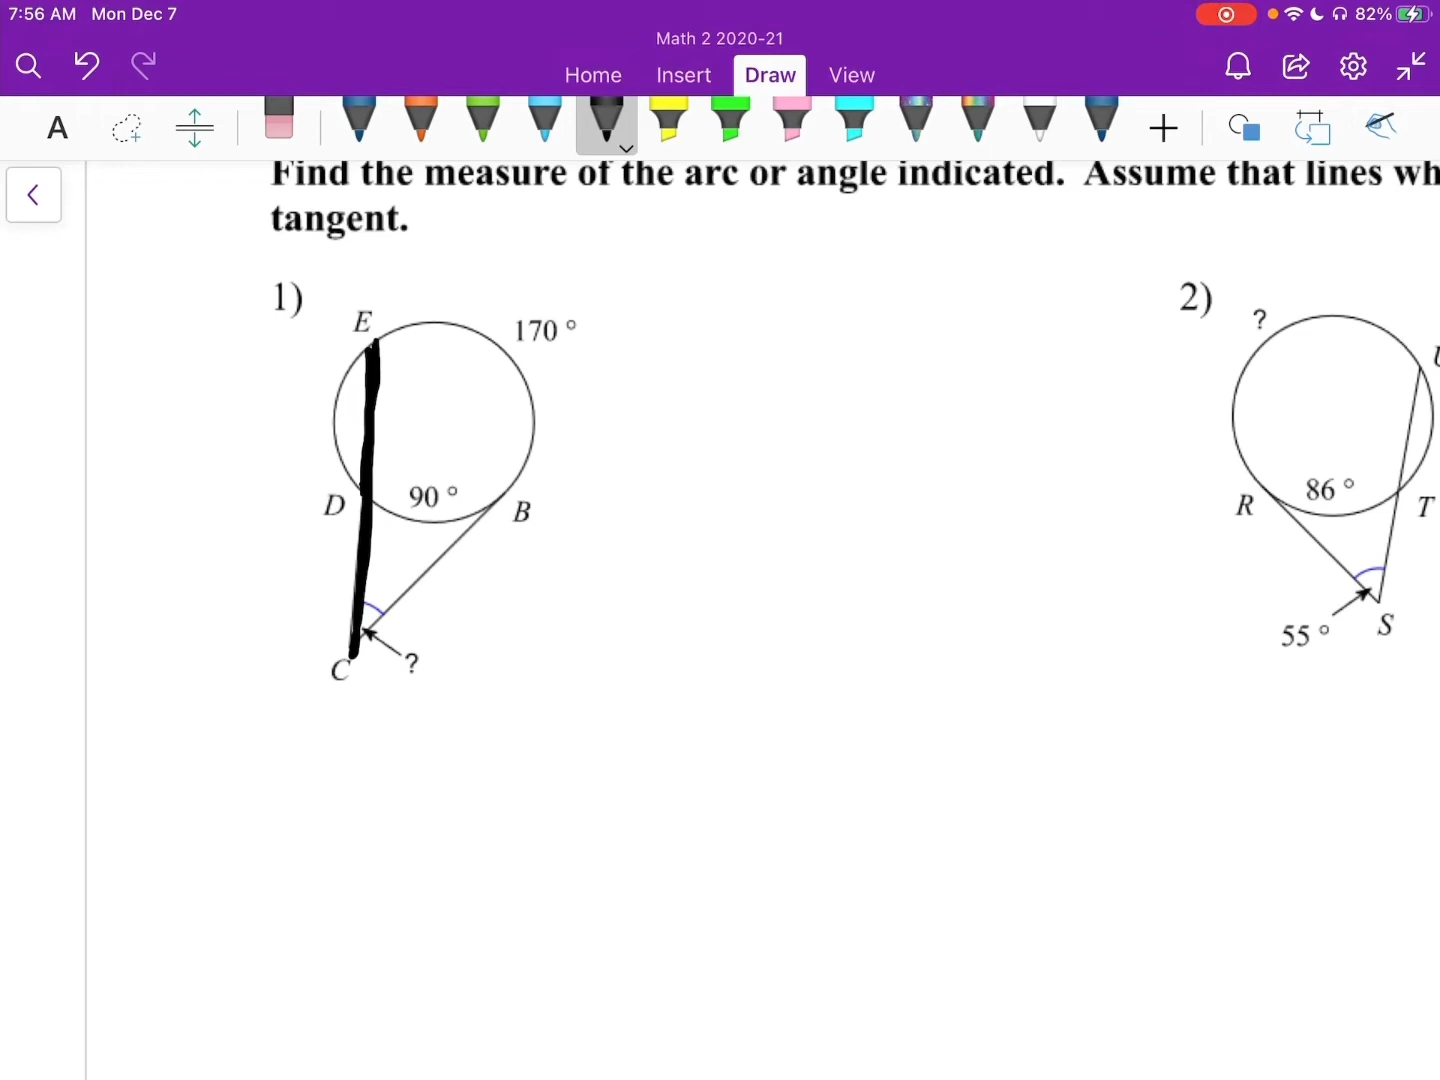 7:56 AM Mon Dec 7
82%
Math 2 2020-21
Home Insert Draw View
A
Find the measure of the arc or angle indicated. Assume that lines wh
tangent.
1)
E
170 °
D
90 °
B
C
?
2)
?
U
R
86 °
T
55 °
S